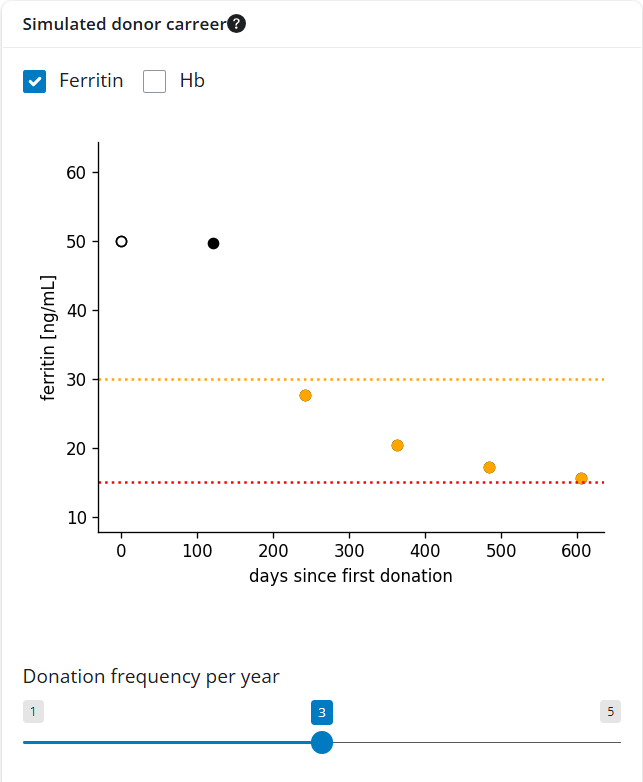 Simulated donor carreer?
Ferritin Hb
60
50
40
30
20
10
ferritin [ng/mL]
0 100 200 300 400 500 600
days since first donation
Donation frequency per year
1 3 5